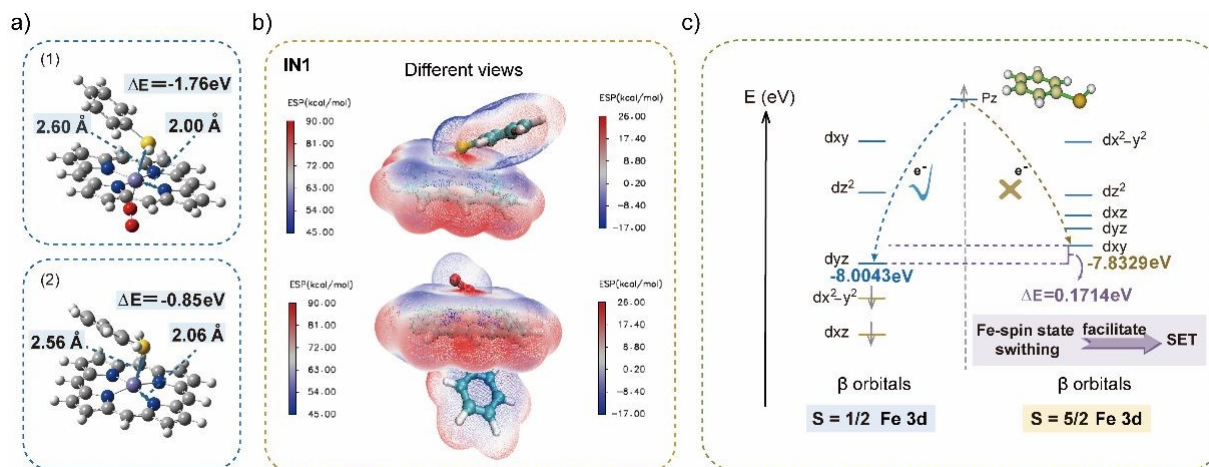 a)
(1)
ΔE=-1.76eV
2.60 Å
2.00 Å
(2)
ΔE=-0.85eV
2.56 Å
2.06 Å
b)
IN1
Different views
ESP(kcal/mol)
90.00
81.00
72.00
63.00
54.00
45.00
ESP(kcal/mol)
26.00
17.40
8.80
0.20
-8.40
-17.00
ESP(kcal/mol)
90.00
81.00
72.00
63.00
54.00
45.00
ESP(kcal/mol)
26.00
17.40
8.80
0.20
-8.40
-17.00
c)
E (eV)
Pz
dxy
dz²
e-
dyz
-8.0043eV
dx²-y²
dxz
β orbitals
S = 1/2 Fe 3d
dx²-y²
dz²
e-
dxz
dyz
dxy
-7.8329eV
ΔE=0.1714eV
Fe-spin state
swithing
facilitate
SET
β orbitals
S = 5/2 Fe 3d